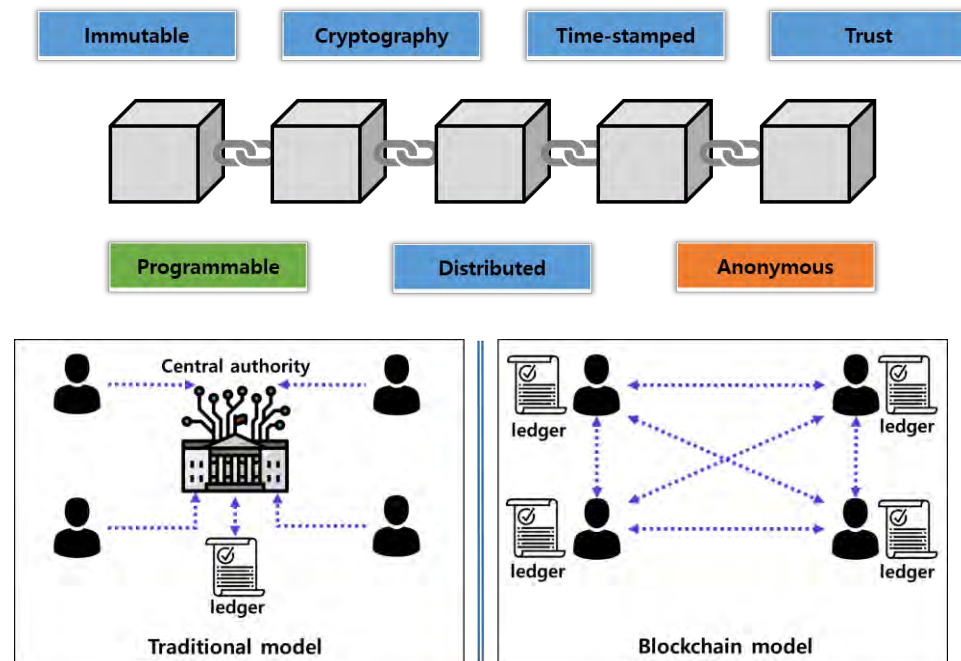 Immutable
Cryptography
Time-stamped
Trust
Programmable
Distributed
Anonymous
Central authority
ledger
Traditional model
ledger
ledger
ledger
ledger
Blockchain model